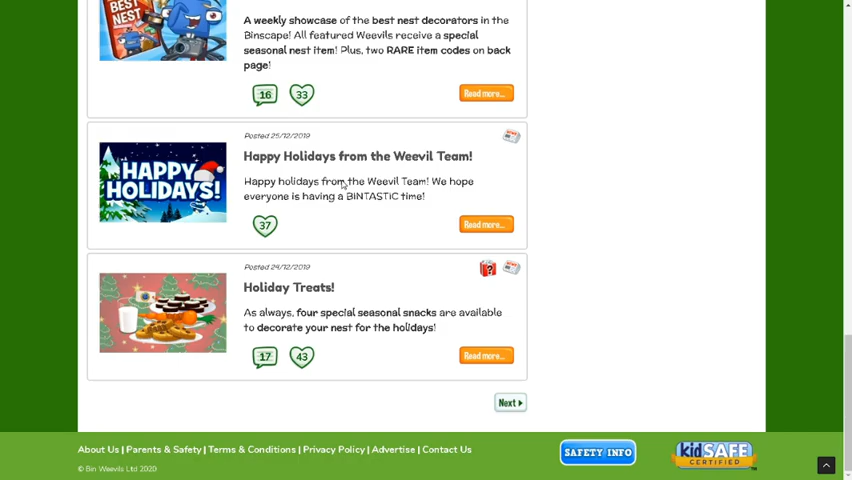 BEST
NEST
A weekly showcase of the best nest decorators in the
Binscape! All featured Weevils receive a special
seasonal nest item! Plus, two RARE item codes on back
page!
16
33
Read more...
Posted 25/12/2019
Happy Holidays from the Weevil Team!
HAPPY
HOLIDAYS!
Happy holidays from the Weevil Team! We hope
everyone is having a BINTASTIC time!
37
Read more...
Posted 24/12/2019
?
Holiday Treats!
As always, four special seasonal snacks are available
to decorate your nest for the holidays!
17
43
Read more...
Next
About Us | Parents & Safety | Terms & Conditions | Privacy Policy | Advertise | Contact Us
© Bin Weevils Ltd 2020
SAFETY INFO
kidSAFE
CERTIFIED